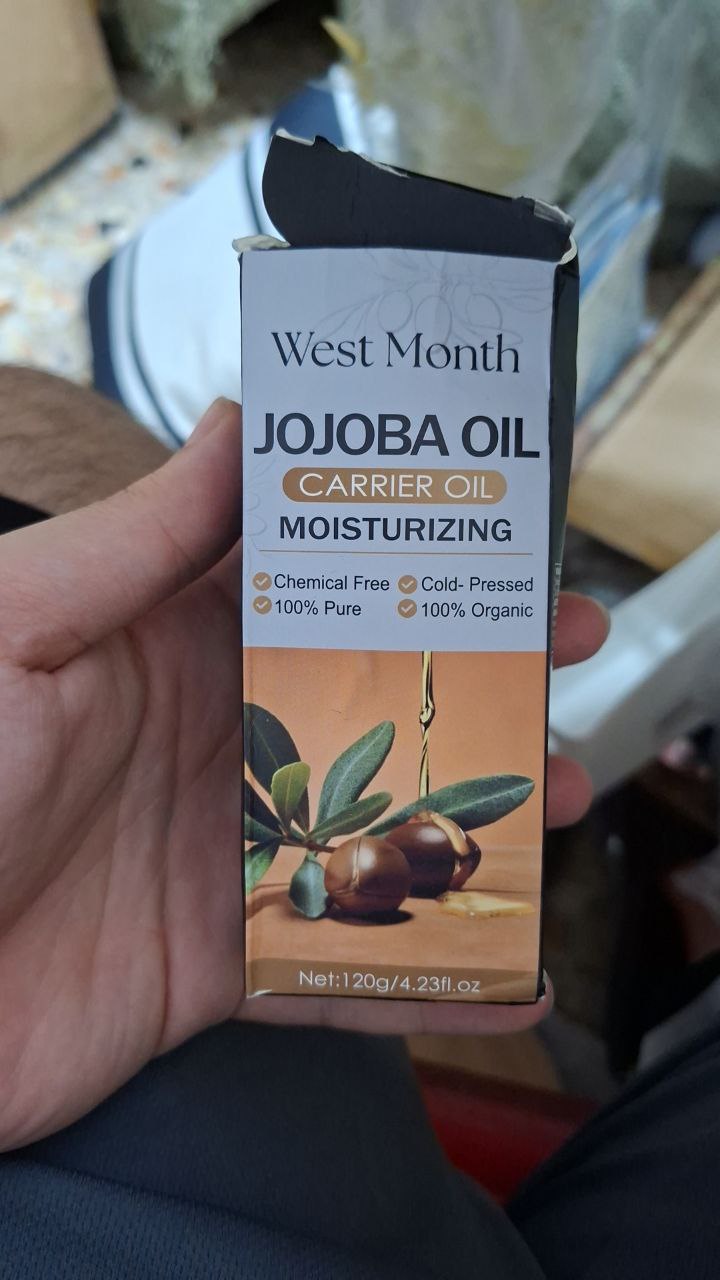 West Month
JOJOBA OIL
CARRIER OIL
MOISTURIZING
Chemical Free Cold- Pressed
100% Pure 100% Organic
Net:120g/4.23fl.oz